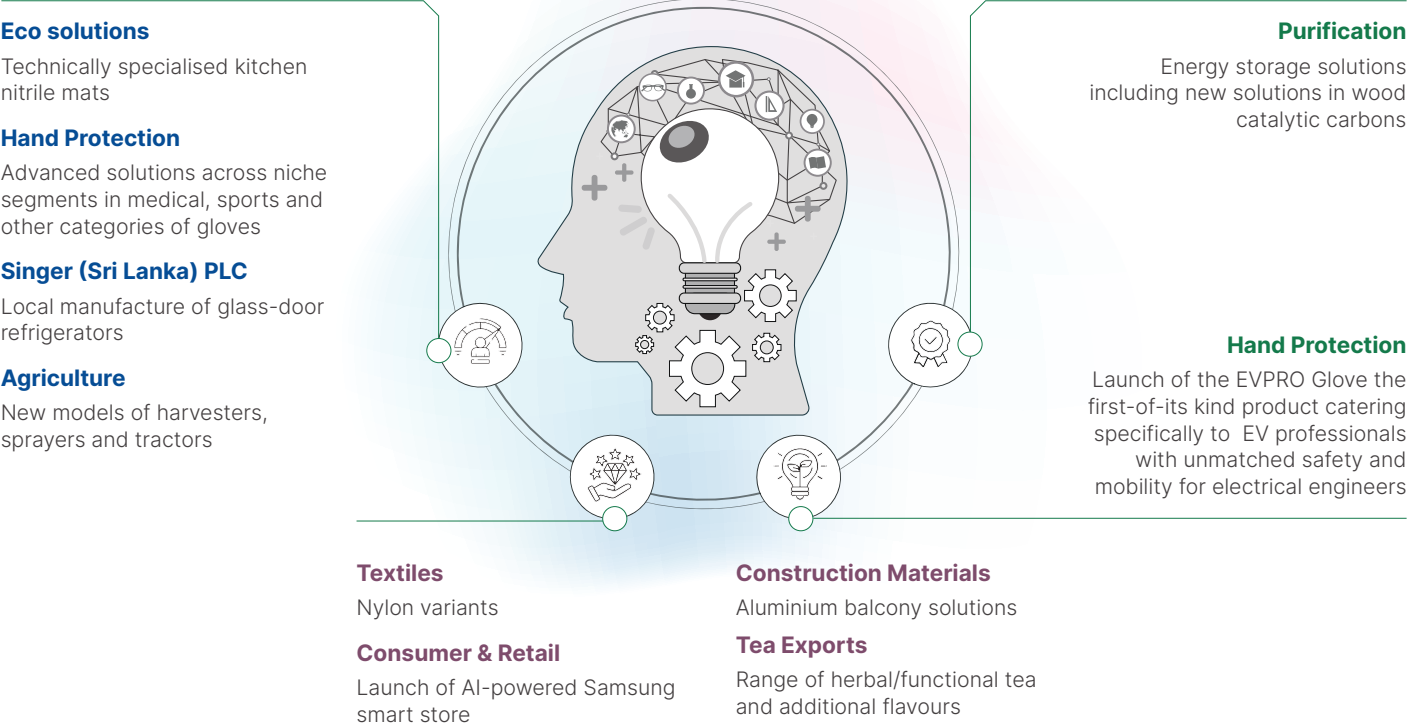 Eco solutions
Technically specialised kitchen
nitrile mats
Hand Protection
Advanced solutions across niche
segments in medical, sports and
other categories of gloves
Singer (Sri Lanka) PLC
Local manufacture of glass-door
refrigerators
Agriculture
New models of harvesters,
sprayers and tractors
Purification
Energy storage solutions
including new solutions in wood
catalytic carbons
Hand Protection
Launch of the EVPRO Glove the
first-of-its kind product catering
specifically to EV professionals
with unmatched safety and
mobility for electrical engineers
Textiles
Nylon variants
Consumer & Retail
Launch of AI-powered Samsung
smart store
Construction Materials
Aluminium balcony solutions
Tea Exports
Range of herbal/functional tea
and additional flavours